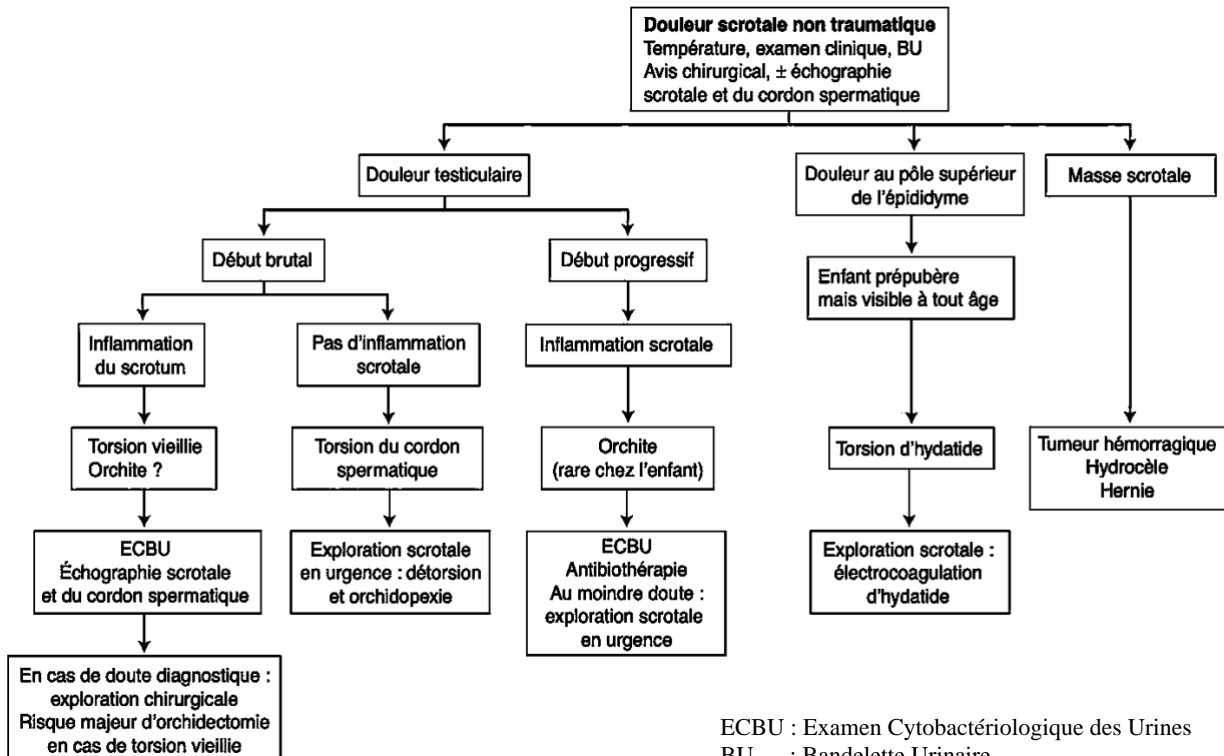 Douleur scrotale non traumatique
Température, examen clinique, BU
Avis chirurgical, ± échographie
scrotale et du cordon spermatique
Douleur testiculaire
Douleur au pôle supérieur
de l'épididyme
Masse scrotale
Début brutal
Début progressif
Enfant prépubère
mais visible à tout âge
Inflammation
du scrotum
Pas d'inflammation
scrotale
Inflammation scrotale
Torsion vieillie
Orchite ?
Torsion du cordon
spermatique
Orchite
(rare chez l'enfant)
Torsion d'hydatide
Tumeur hémorragique
Hydrocèle
Hernie
ECBU
Échographie scrotale
et du cordon spermatique
Exploration scrotale
en urgence : détorsion
et orchidopexie
ECBU
Antibiothérapie
Au moindre doute :
exploration scrotale
en urgence
Exploration scrotale :
électrocoagulation
d'hydatide
En cas de doute diagnostique :
exploration chirurgicale
Risque majeur d'orchidectomie
en cas de torsion vieillie
ECBU : Examen Cytobactériologique des Urines
BU : Bandelette Urinaire